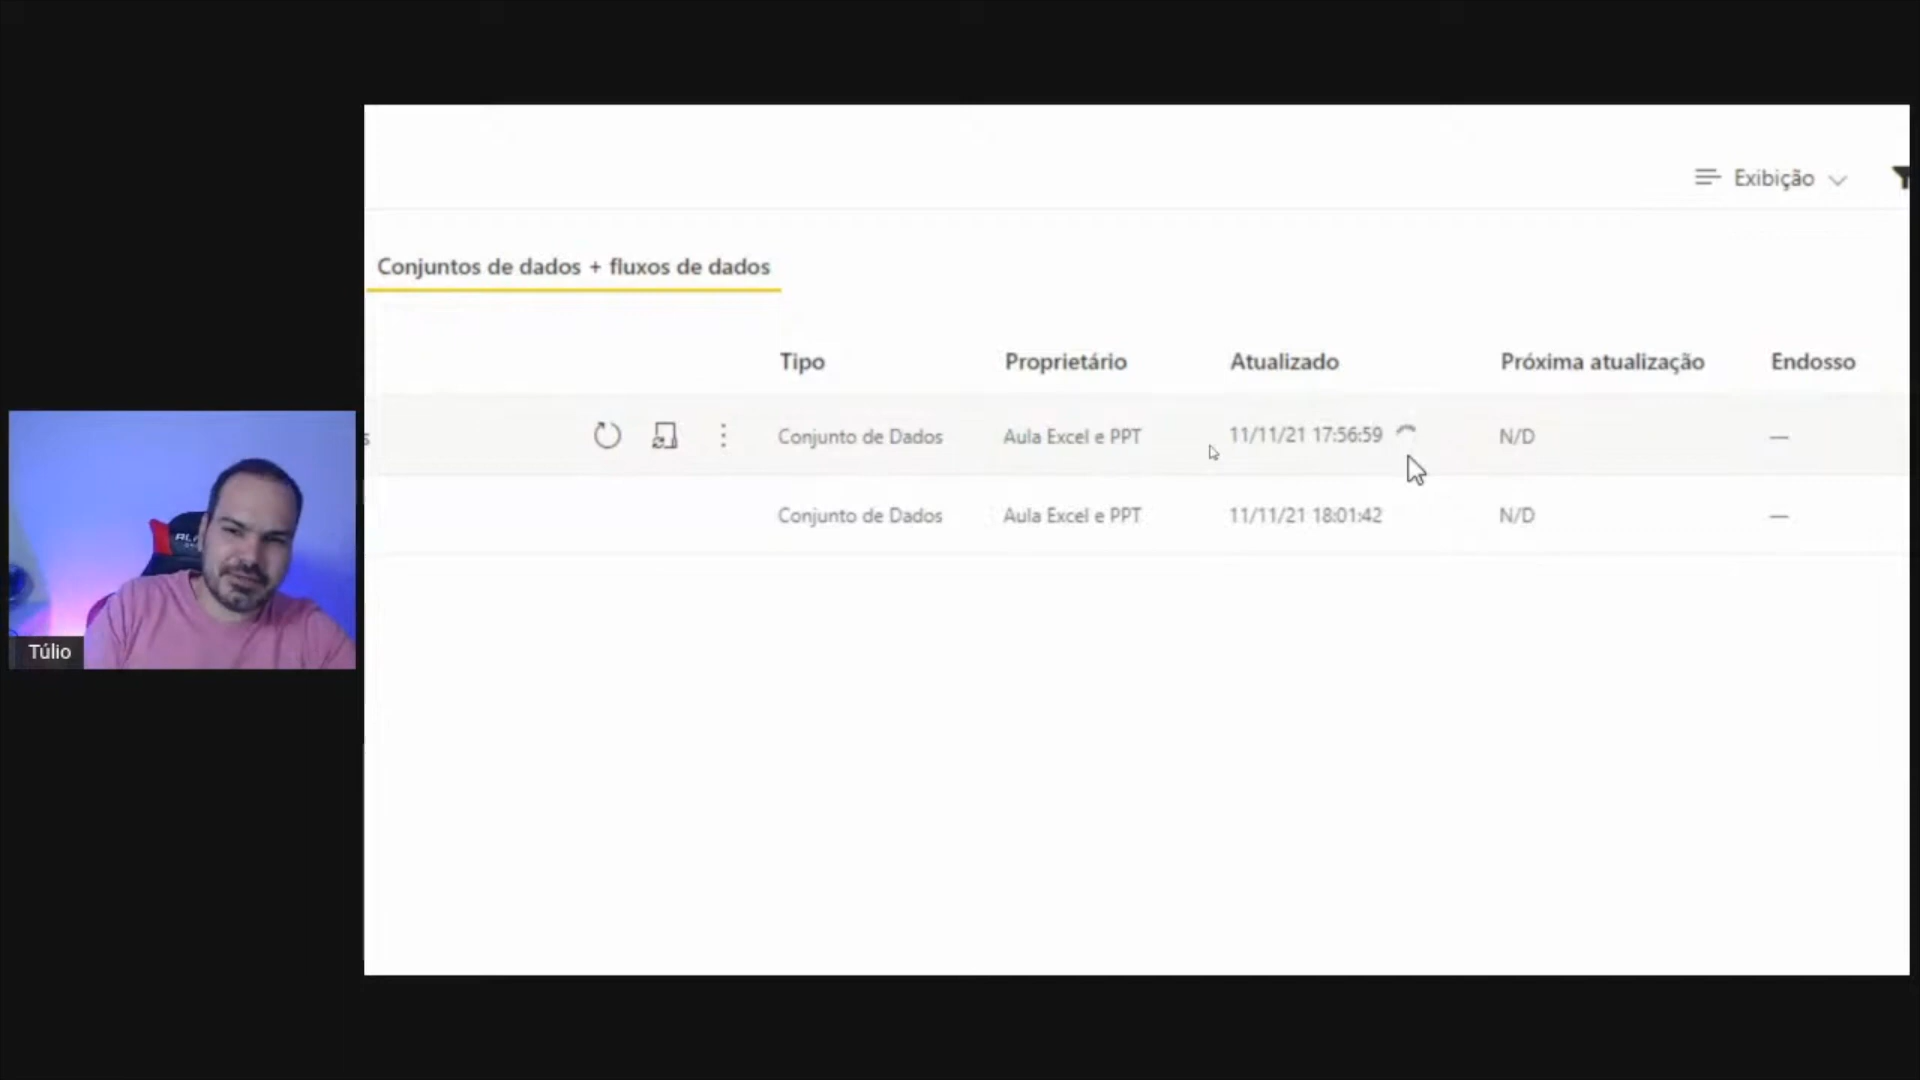 Exibição
Conjuntos de dados + fluxos de dados
Tipo Proprietário Atualizado Próxima atualização Endosso
Conjunto de Dados Aula Excel e PPT 11/11/21 17:56:59 N/D —
Conjunto de Dados Aula Excel e PPT 11/11/21 18:01:42 N/D —
Túlio